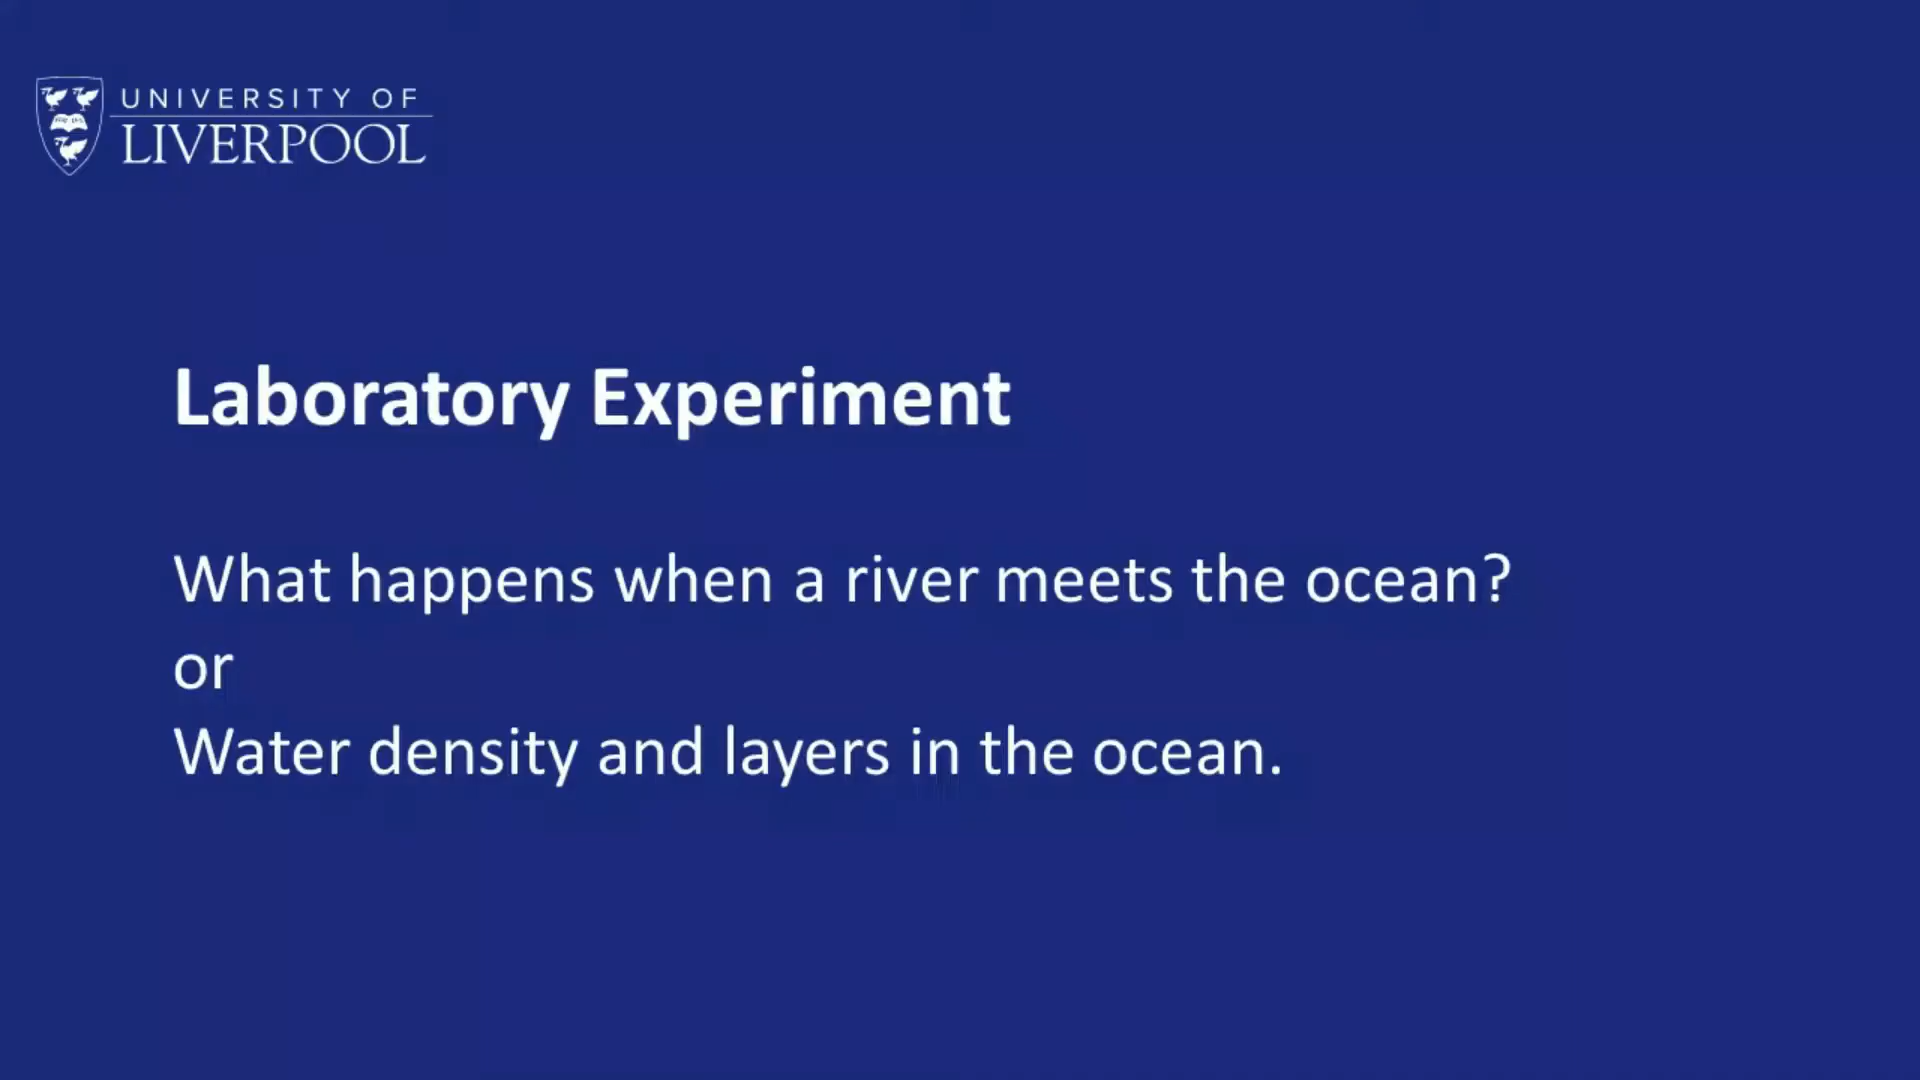 UNIVERSITY OF
LIVERPOOL
Laboratory Experiment
What happens when a river meets the ocean?
or
Water density and layers in the ocean.